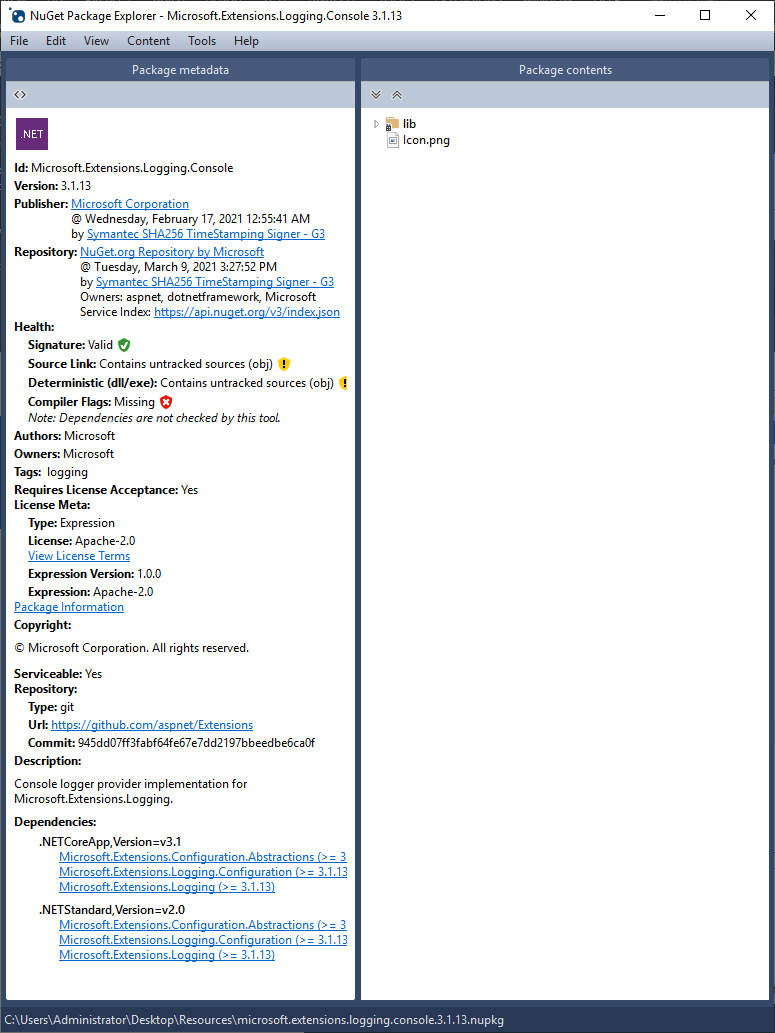 NuGet Package Explorer - Microsoft.Extensions.Logging.Console 3.1.13
File Edit View Content Tools Help
Package metadata
.NET
Id: Microsoft.Extensions.Logging.Console
Version: 3.1.13
Publisher: Microsoft Corporation
@ Wednesday, February 17, 2021 12:55:41 AM
by Symantec SHA256 TimeStamping Signer - G3
Repository: NuGet.org Repository by Microsoft
@ Tuesday, March 9, 2021 3:27:52 PM
by Symantec SHA256 TimeStamping Signer - G3
Owners: aspnet, dotnetframework, Microsoft
Service Index: https://api.nuget.org/v3/index.json
Health:
Signature: Valid
Source Link: Contains untracked sources (obj)
Deterministic (dll/exe): Contains untracked sources (obj)
Compiler Flags: Missing
Note: Dependencies are not checked by this tool.
Authors: Microsoft
Owners: Microsoft
Tags: logging
Requires License Acceptance: Yes
License Meta:
Type: Expression
License: Apache-2.0
View License Terms
Expression Version: 1.0.0
Expression: Apache-2.0
Package Information
Copyright:
© Microsoft Corporation. All rights reserved.
Serviceable: Yes
Repository:
Type: git
Url: https://github.com/aspnet/Extensions
Commit: 945dd07ff3fabf64fe67e7dd2197bbeedbe6ca0f
Description:
Console logger provider implementation for
Microsoft.Extensions.Logging.
Dependencies:
.NETCoreApp,Version=v3.1
Microsoft.Extensions.Configuration.Abstractions (>= 3
Microsoft.Extensions.Logging.Configuration (>= 3.1.13
Microsoft.Extensions.Logging (>= 3.1.13)
.NETStandard,Version=v2.0
Microsoft.Extensions.Configuration.Abstractions (>= 3
Microsoft.Extensions.Logging.Configuration (>= 3.1.13
Microsoft.Extensions.Logging (>= 3.1.13)
Package contents
lib
Icon.png
C:\Users\Administrator\Desktop\Resources\microsoft.extensions.logging.console.3.1.13.nupkg